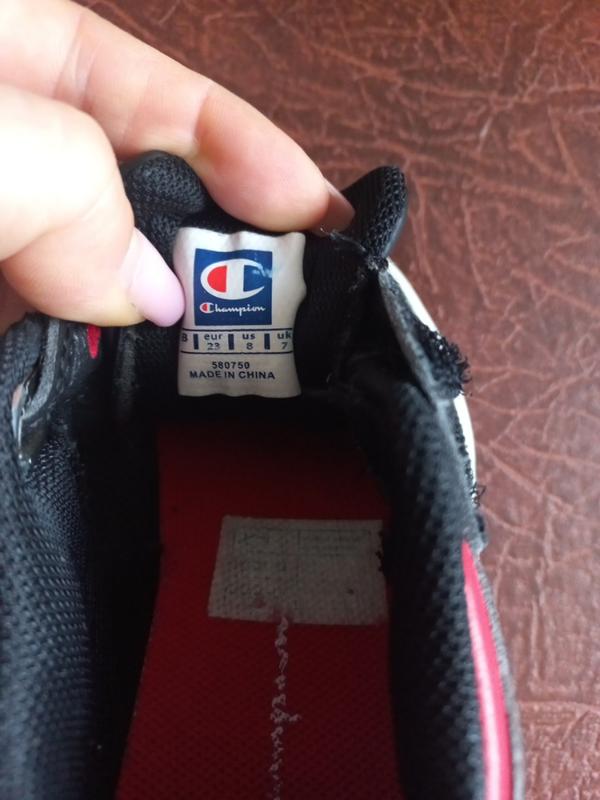 Champion
B eur us uk
23 8 7
580750
MADE IN CHINA